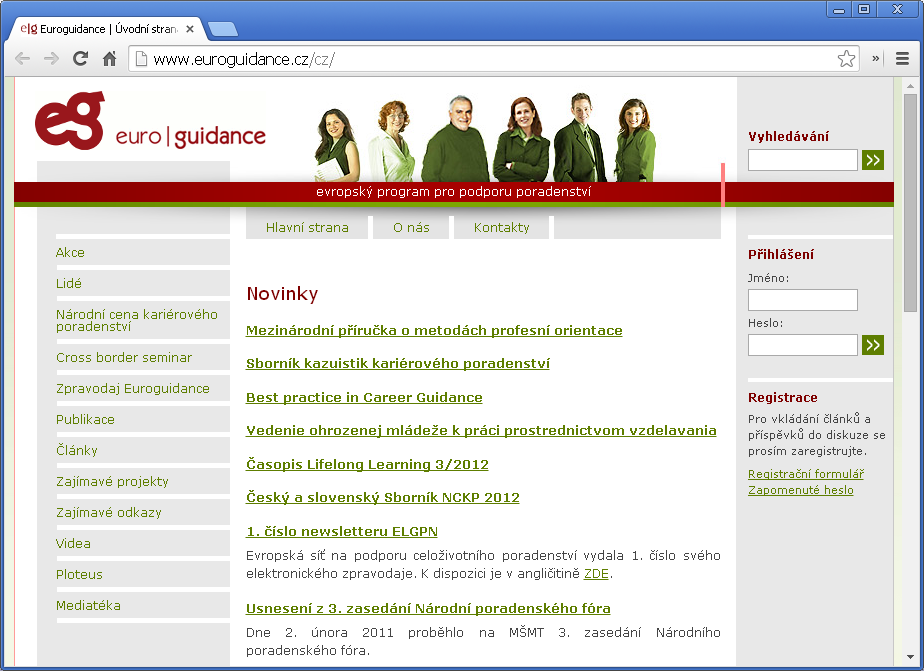 eg Euroguidance | Úvodní stran
www.euroguidance.cz/cz/
eg euro|guidance
evropský program pro podporu poradenství
Hlavní strana
O nás
Kontakty
Akce
Lidé
Národní cena kariérového
poradenství
Cross border seminar
Zpravodaj Euroguidance
Publikace
Články
Zajímavé projekty
Zajímavé odkazy
Videa
Ploteus
Mediatéka
Novinky
Mezinárodní příručka o metodách profesní orientace
Sborník kazuistik kariérového poradenství
Best practice in Career Guidance
Vedenie ohrozenej mládeže k práci prostrednictvom vzdelavania
Časopis Lifelong Learning 3/2012
Český a slovenský Sborník NCKP 2012
1. číslo newsletteru ELGPN
Evropská síť na podporu celoživotního poradenství vydala 1. číslo svého
elektronického zpravodaje. K dispozici je v angličtině ZDE.
Usnesení z 3. zasedání Národní poradenského fóra
Dne 2. února 2011 proběhlo na MŠMT 3. zasedání Národního
poradenského fóra.
Vyhledávání
Přihlášení
Jméno:
Heslo:
Registrace
Pro vkládání článků a
příspěvků do diskuze se
prosím zaregistrujte.
Registrační formulář
Zapomenuté heslo